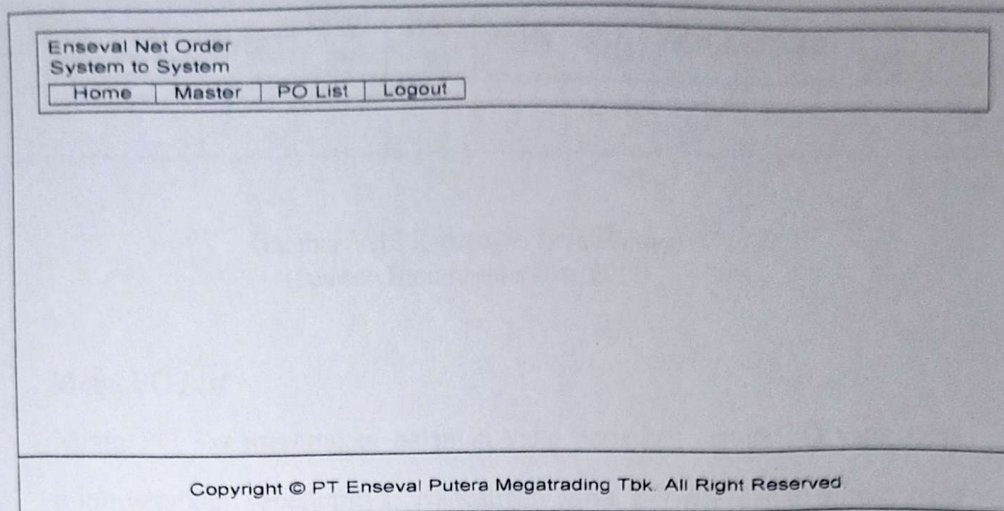 Enseval Net Order
System to System
Home Master PO List Logout
Copyright © PT Enseval Putera Megatrading Tbk. All Right Reserved